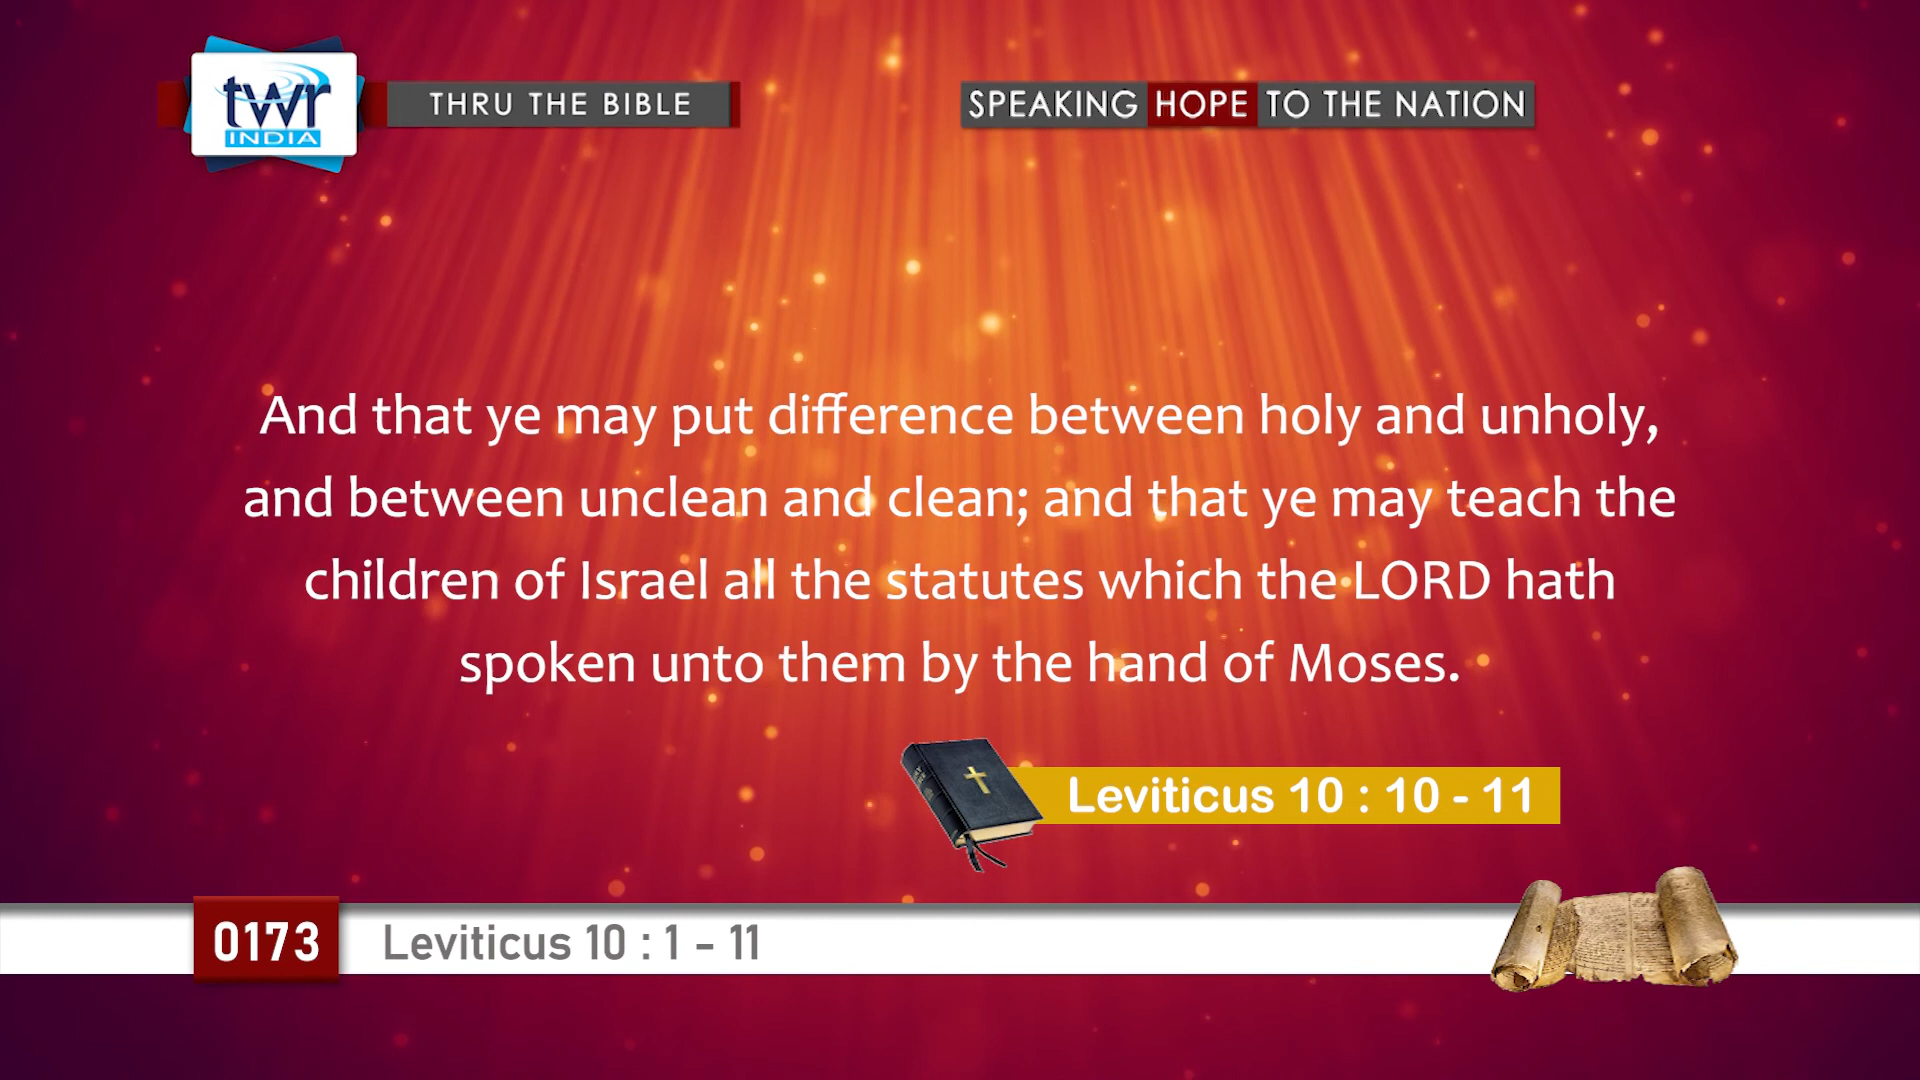 twr
INDIA
THRU THE BIBLE
SPEAKING HOPE TO THE NATION
And that ye may put difference between holy and unholy,
and between unclean and clean; and that ye may teach the
children of Israel all the statutes which the LORD hath
spoken unto them by the hand of Moses.
Leviticus 10 : 10 - 11
0173
Leviticus 10 : 1 - 11